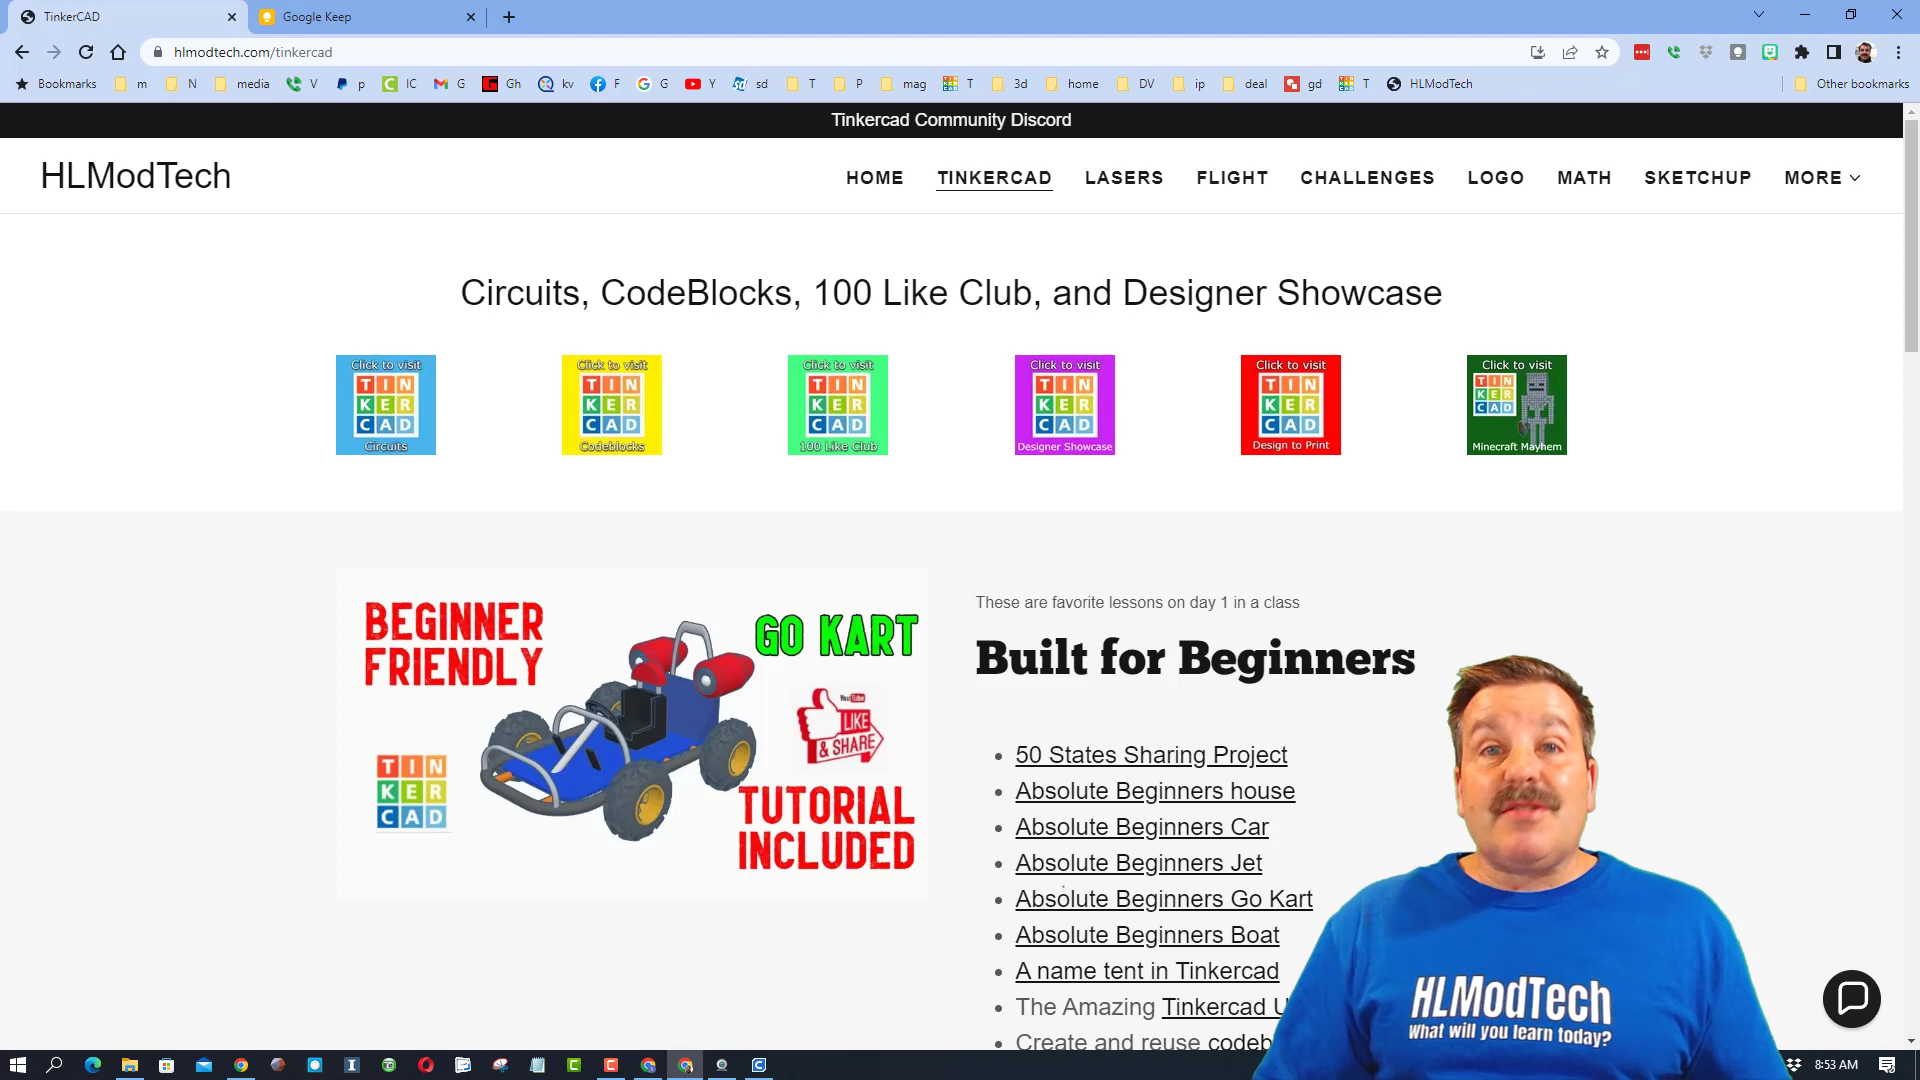 TinkerCAD
Google Keep
hlmodtech.com/tinkercad
Bookmarks
m
N
media
V
p
IC
G
Gh
kv
F
G
Y
sd
T
P
mag
T
3d
home
DV
ip
deal
gd
T
HLModTech
Other bookmarks
Tinkercad Community Discord
HLModTech
HOME
TINKERCAD
LASERS
FLIGHT
CHALLENGES
LOGO
MATH
SKETCHUP
MORE
Circuits, CodeBlocks, 100 Like Club, and Designer Showcase
Click to visit
TIN
KER
CAD
Circuits
Click to visit
TIN
KER
CAD
Codeblocks
Click to visit
TIN
KER
CAD
100 Like Club
Click to visit
TIN
KER
CAD
Designer Showcase
Click to visit
TIN
KER
CAD
Design to Print
Click to visit
TIN
KER
CAD
Minecraft Mayhem
BEGINNER
FRIENDLY
GO KART
YouTube
LIKE
& SHARE
TIN
KER
CAD
TUTORIAL
INCLUDED
These are favorite lessons on day 1 in a class
Built for Beginners
50 States Sharing Project
Absolute Beginners house
Absolute Beginners Car
Absolute Beginners Jet
Absolute Beginners Go Kart
Absolute Beginners Boat
A name tent in Tinkercad
The Amazing Tinkercad U
Create and reuse codeb
HLModTech
What will you learn today?
8:53 AM